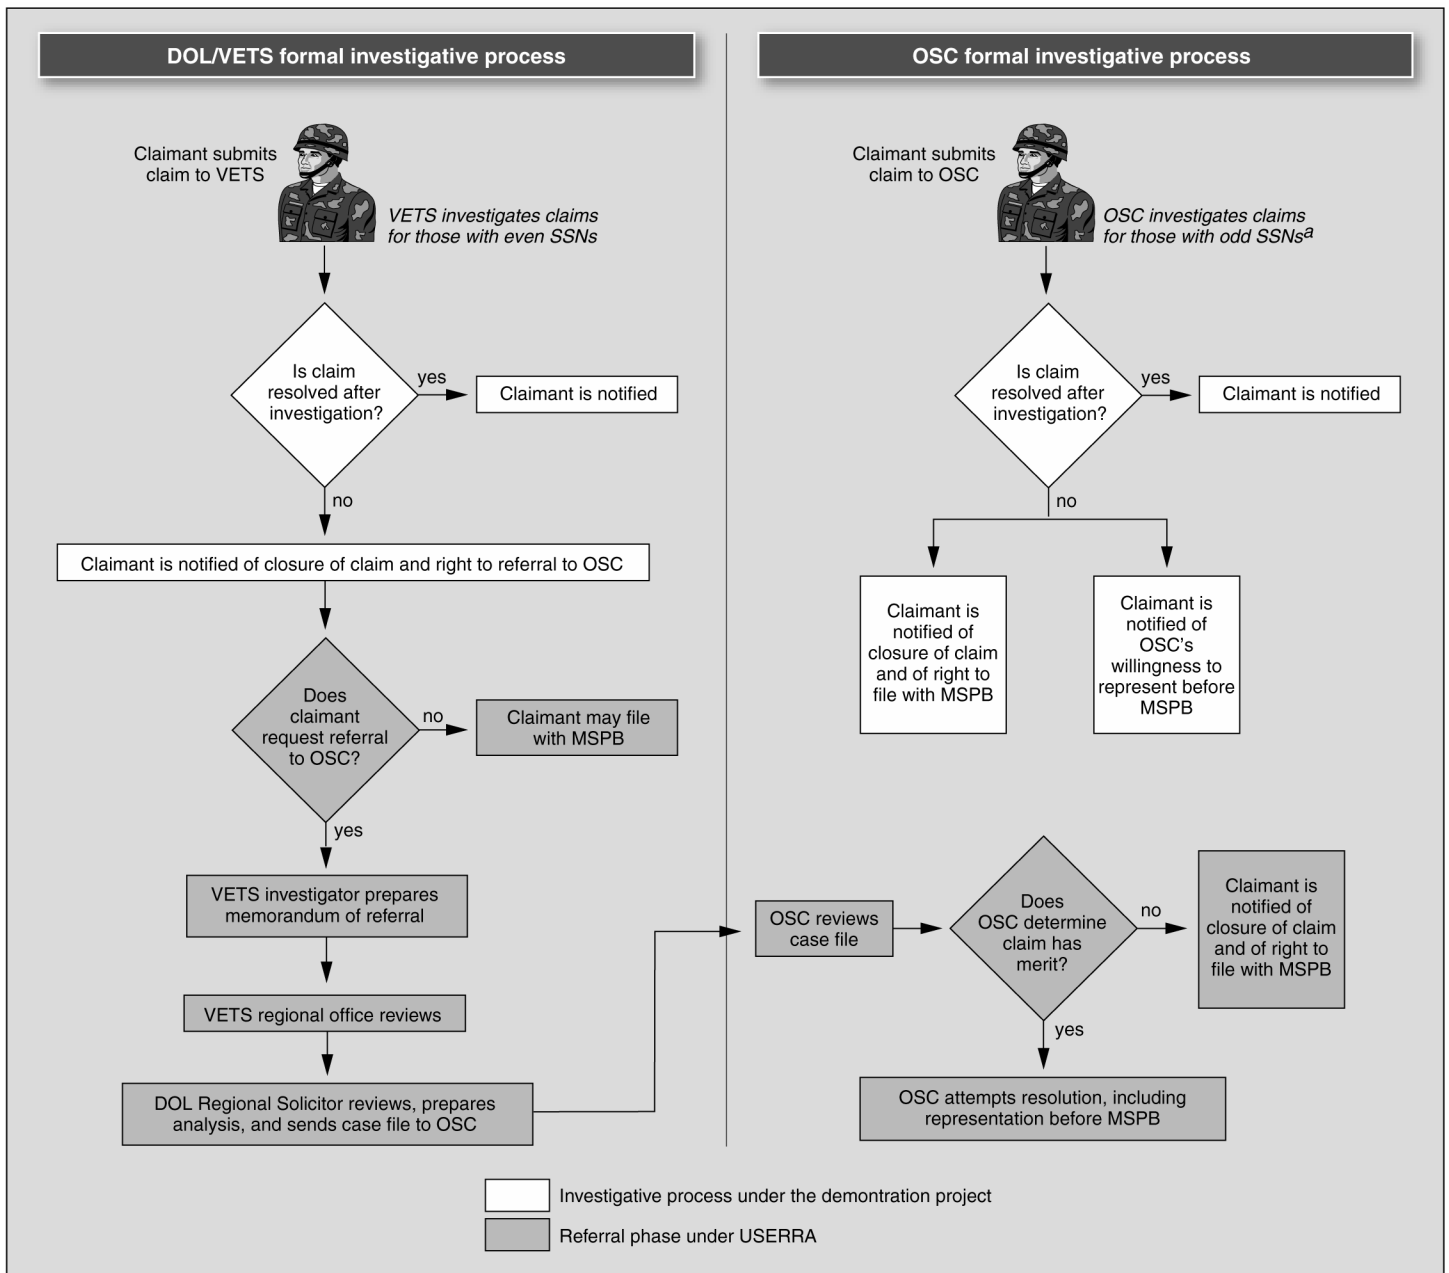 DOL/VETS formal investigative process
Claimant submits
claim to VETS
VETS investigates claims
for those with even SSNs
Is claim
resolved after
investigation?
yes
Claimant is notified
no
Claimant is notified of closure of claim and right to referral to OSC
Does
claimant
request referral
to OSC?
no
Claimant may file
with MSPB
yes
VETS investigator prepares
memorandum of referral
VETS regional office reviews
DOL Regional Solicitor reviews, prepares
analysis, and sends case file to OSC
OSC formal investigative process
Claimant submits
claim to OSC
OSC investigates claims
for those with odd SSNsa
Is claim
resolved after
investigation?
yes
Claimant is notified
no
Claimant is
notified of
closure of claim
and of right to
file with MSPB
Claimant is
notified of
OSC's
willingness to
represent before
MSPB
OSC reviews
case file
Does
OSC determine
claim has
merit?
no
Claimant is
notified of
closure of claim
and of right to
file with MSPB
yes
OSC attempts resolution, including
representation before MSPB
Investigative process under the demontration project
Referral phase under USERRA